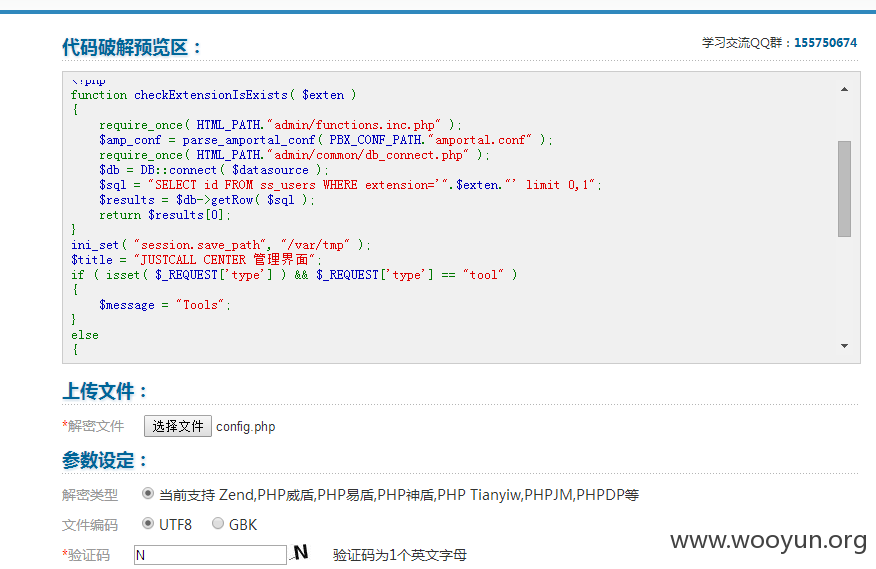 代码破解预览区：
学习交流QQ群：155750674
<?php
function checkExtensionIsExists( $exten )
{
    require_once( HTML_PATH."admin/functions.inc.php" );
    $amp_conf = parse_amportal_conf( PBX_CONF_PATH."amportal.conf" );
    require_once( HTML_PATH."admin/common/db_connect.php" );
    $db = DB::connect( $datasource );
    $sql = "SELECT id FROM ss_users WHERE extension='".$exten."' limit 0,1";
    $results = $db->getRow( $sql );
    return $results[0];
}
ini_set( "session.save_path", "/var/tmp" );
$title = "JUSTCALL CENTER 管理界面";
if ( isset( $_REQUEST['type'] ) && $_REQUEST['type'] == "tool" )
{
    $message = "Tools";
}
else
{
上传文件：
*解密文件 选择文件 config.php
参数设定：
解密类型 当前支持 Zend,PHP威盾,PHP易盾,PHP神盾,PHP Tianyiw,PHPJM,PHPDP等
文件编码 UTF8 GBK
*验证码 N N 验证码为1个英文字母
www.wooyun.org